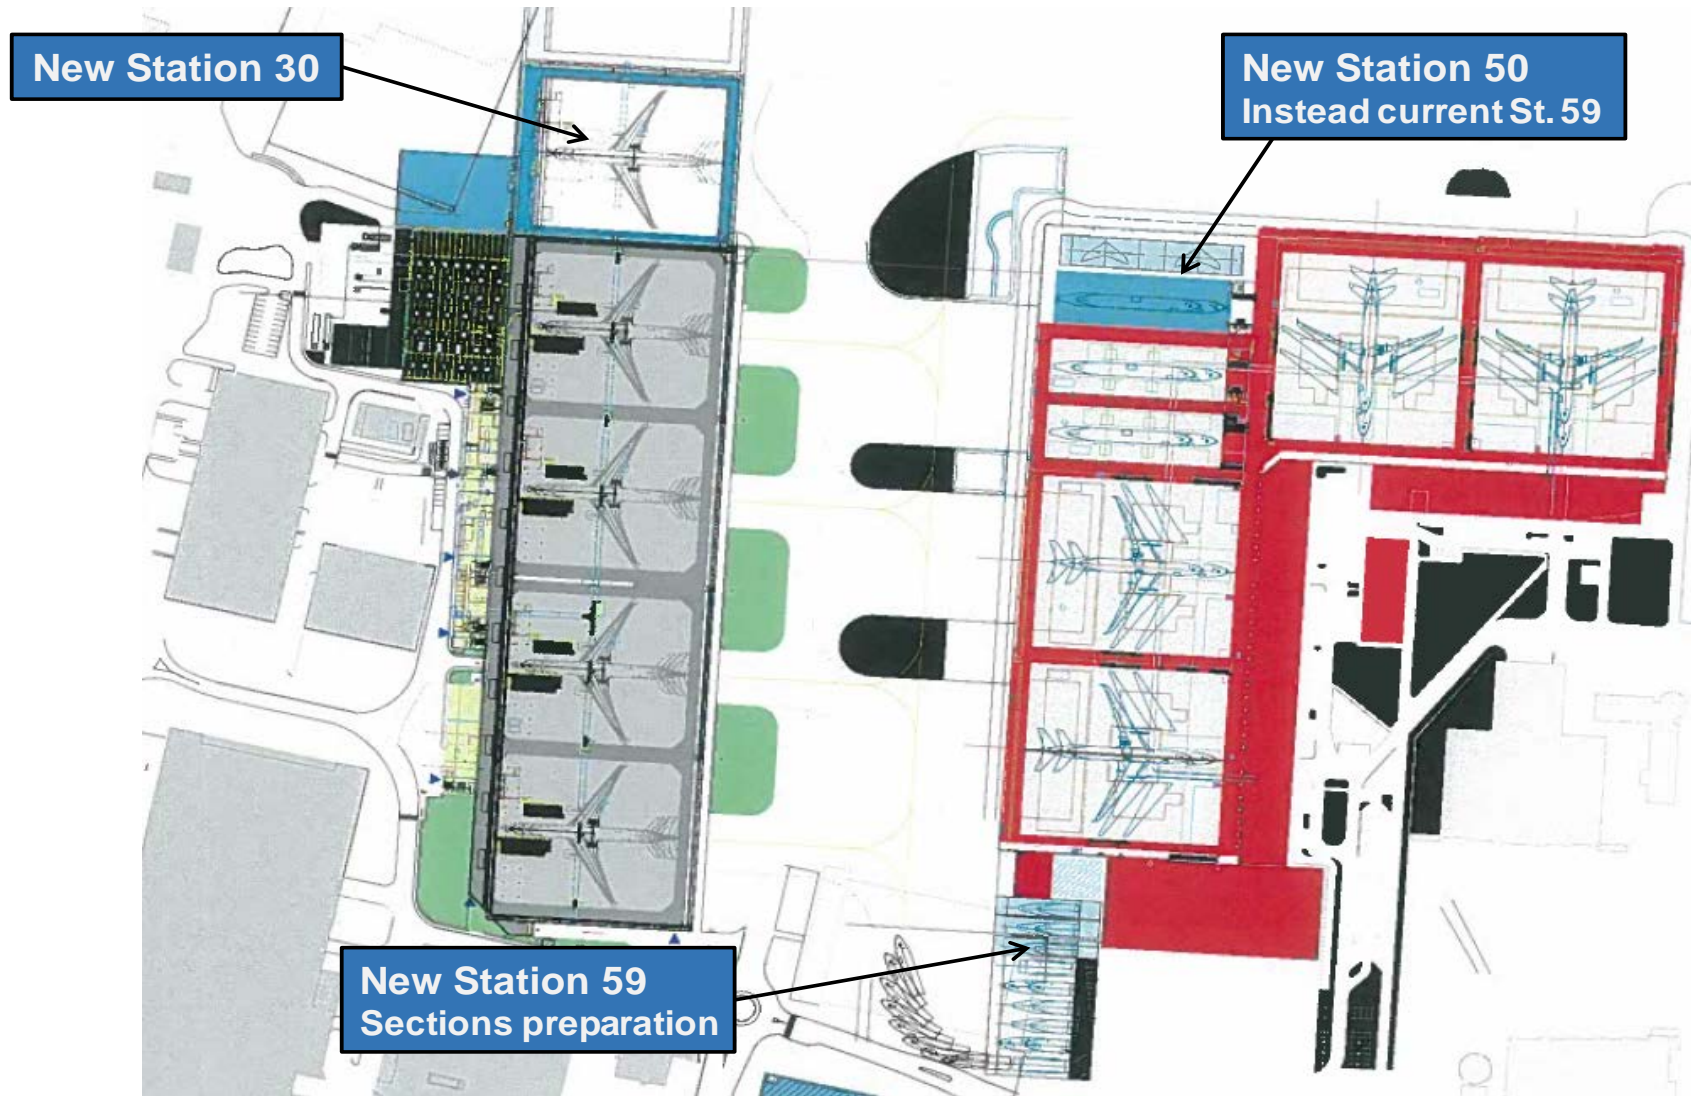 New Station 30
New Station 50
Instead current St. 59
New Station 59
Sections preparation